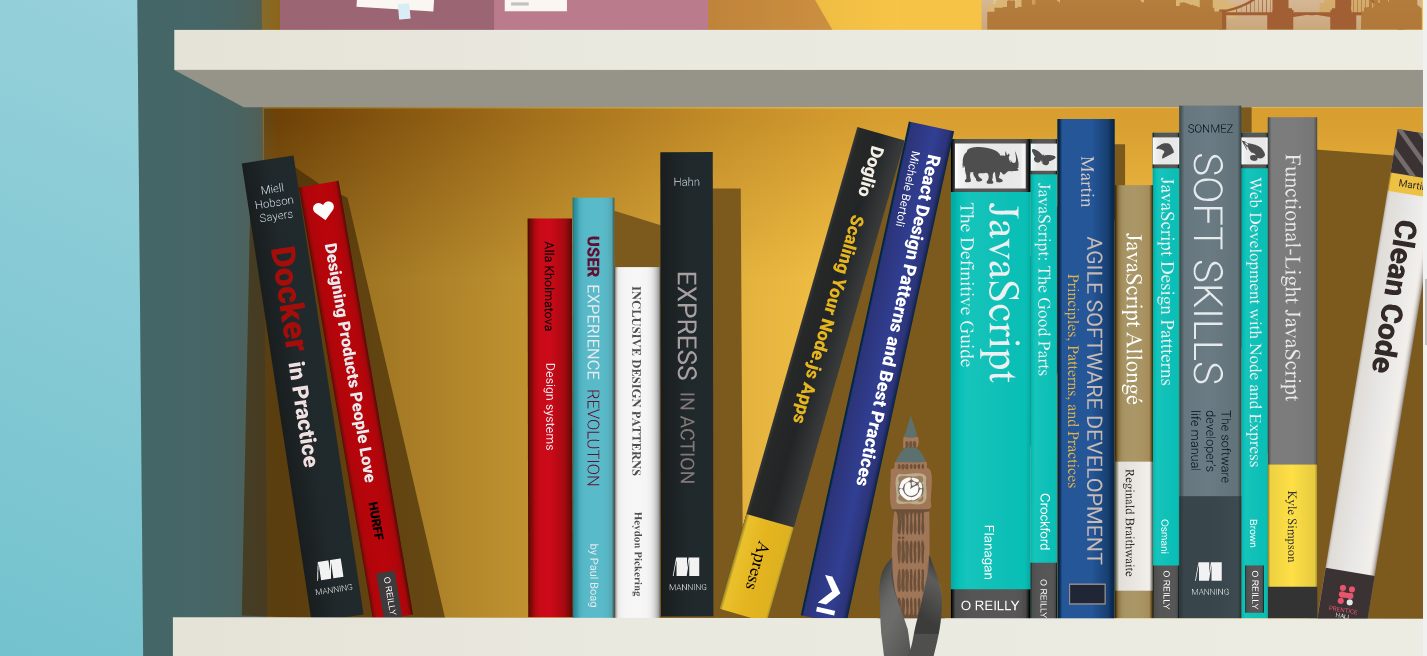 Miell
Hobson
Sayers
Docker in Practice
MANNING
Designing Products People Love
HURFF
O REILLY
Alla Kholmatova
Design systems
USER EXPERIENCE REVOLUTION
by Paul Boag
INCLUSIVE DESIGN PATTERNS
Heydon Pickering
Hahn
EXPRESS IN ACTION
MANNING
Doglio
Scaling Your Node.js Apps
Apress
React Design Patterns and Best Practices
Michele Bertoli
JavaScript
The Definitive Guide
Flanagan
O REILLY
JavaScript: The Good Parts
Crockford
O REILLY
Martin
AGILE SOFTWARE DEVELOPMENT
Principles, Patterns, and Practices
JavaScript Allongé
Reginald Braithwaite
JavaScript Design Pattterns
Osmani
O REILLY
SONMEZ
SOFT SKILLS
The software
developer's
life manual
MANNING
Web Development with Node and Express
Brown
O REILLY
Functional-Light JavaScript
Kyle Simpson
Marti
Clean Code
PRENTICE
HALL